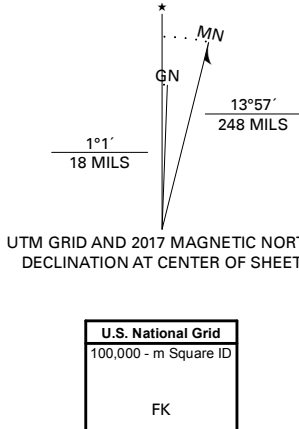 ★
MN
GN
13°57´
248 MILS
1°1´
18 MILS
UTM GRID AND 2017 MAGNETIC NORT
DECLINATION AT CENTER OF SHEET
U.S. National Grid
100,000 - m Square ID
FK